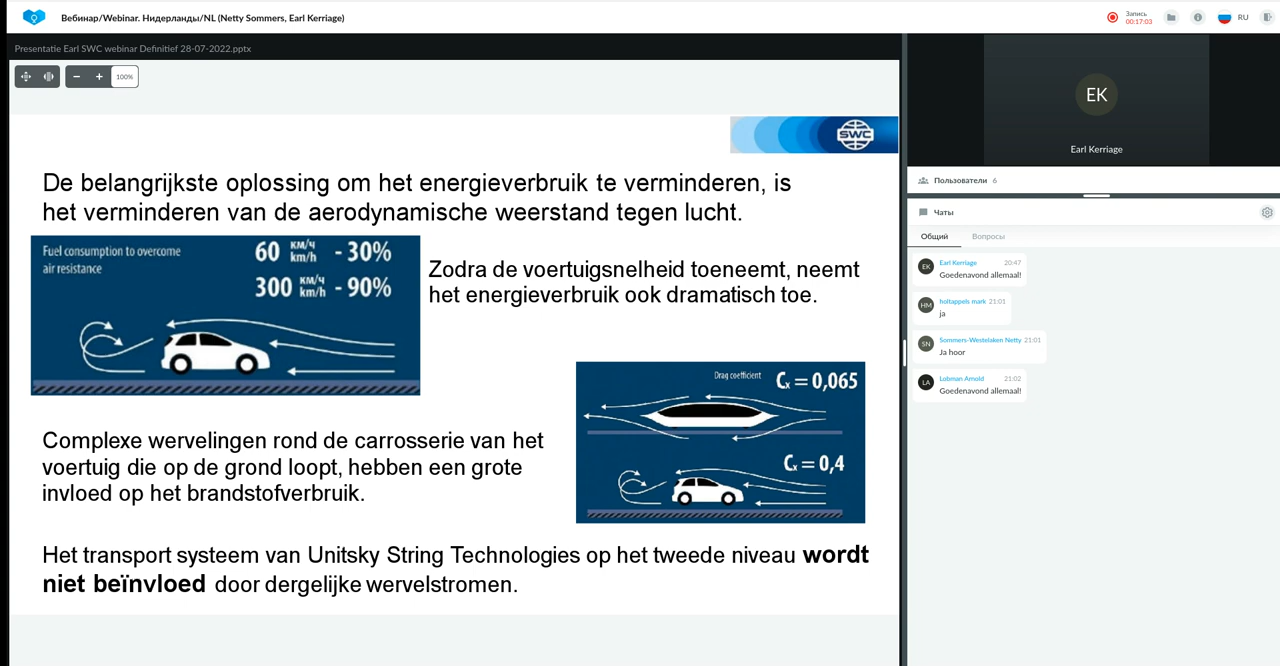 Вебинар/Webinar. Нидерланды/NL (Netty Sommers, Earl Kerriage)
Запись
00:17:03
RU
Presentatie Earl SWC webinar Definitief 28-07-2022.pptx
100%
SWC
De belangrijkste oplossing om het energieverbruik te verminderen, is
het verminderen van de aerodynamische weerstand tegen lucht.
Fuel consumption to overcome
air resistance
60 км/ч km/h - 30%
300 км/ч km/h - 90%
Zodra de voertuigsnelheid toeneemt, neemt
het energieverbruik ook dramatisch toe.
Drag coefficient Cx = 0,065
Cx = 0,4
Complexe wervelingen rond de carrosserie van het
voertuig die op de grond loopt, hebben een grote
invloed op het brandstofverbruik.
Het transport systeem van Unitsky String Technologies op het tweede niveau wordt
niet beïnvloed door dergelijke wervelstromen.
EK
Earl Kerriage
Пользователи 6
Чаты
Общий Вопросы
EK Earl Kerriage 20:47
Goedenavond allemaal!
HM holtappels mark 21:01
ja
SN Sommers-Westelaken Netty 21:01
Ja hoor
LA Lobman Arnold 21:02
Goedenavond allemaal!